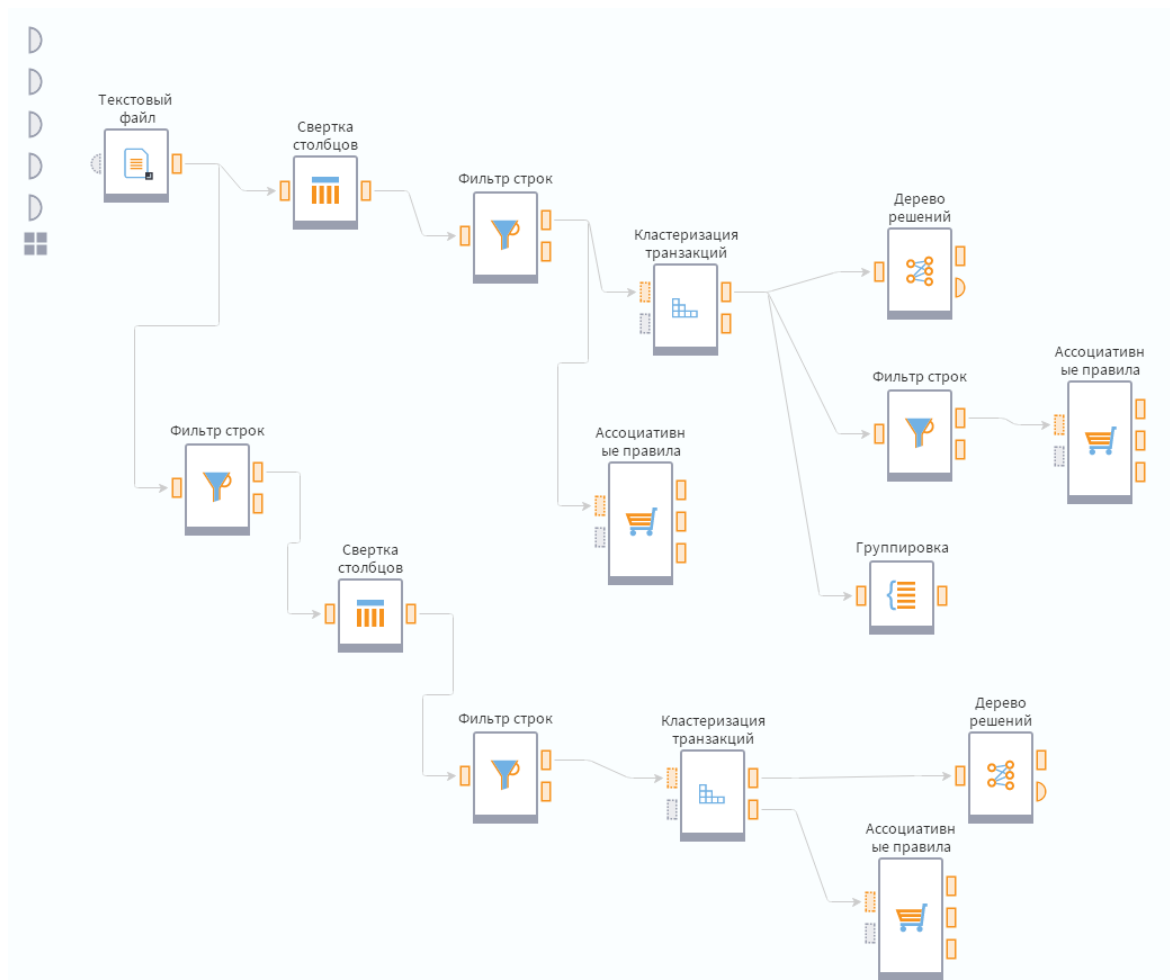 Текстовый
файл
Свертка
столбцов
Фильтр строк
Дерево
решений
Кластеризация
транзакций
Ассоциативн
ые правила
Фильтр строк
Фильтр строк
Ассоциативн
ые правила
Свертка
столбцов
Группировка
Фильтр строк
Кластеризация
транзакций
Дерево
решений
Ассоциативн
ые правила